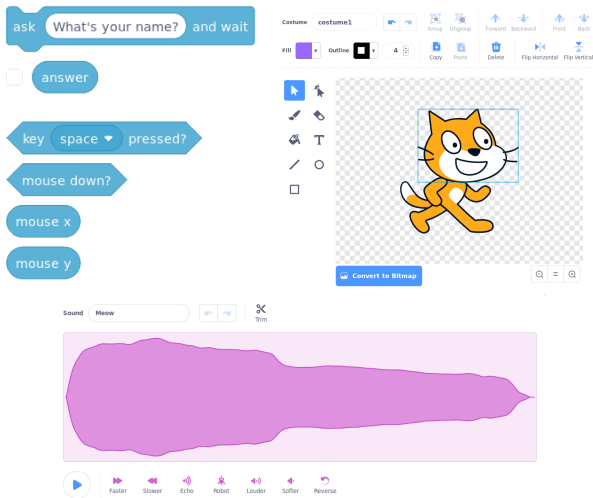 ask What's your name? and wait
answer
key space pressed?
mouse down?
mouse x
mouse y
Costume costume1
Group Ungroup Forward Backward Front Back
Fill Outline 4
Copy Paste Delete Flip Horizontal Flip Vertical
T
Convert to Bitmap
Sound Meow
Trim
Faster Slower Echo Robot Louder Softer Reverse